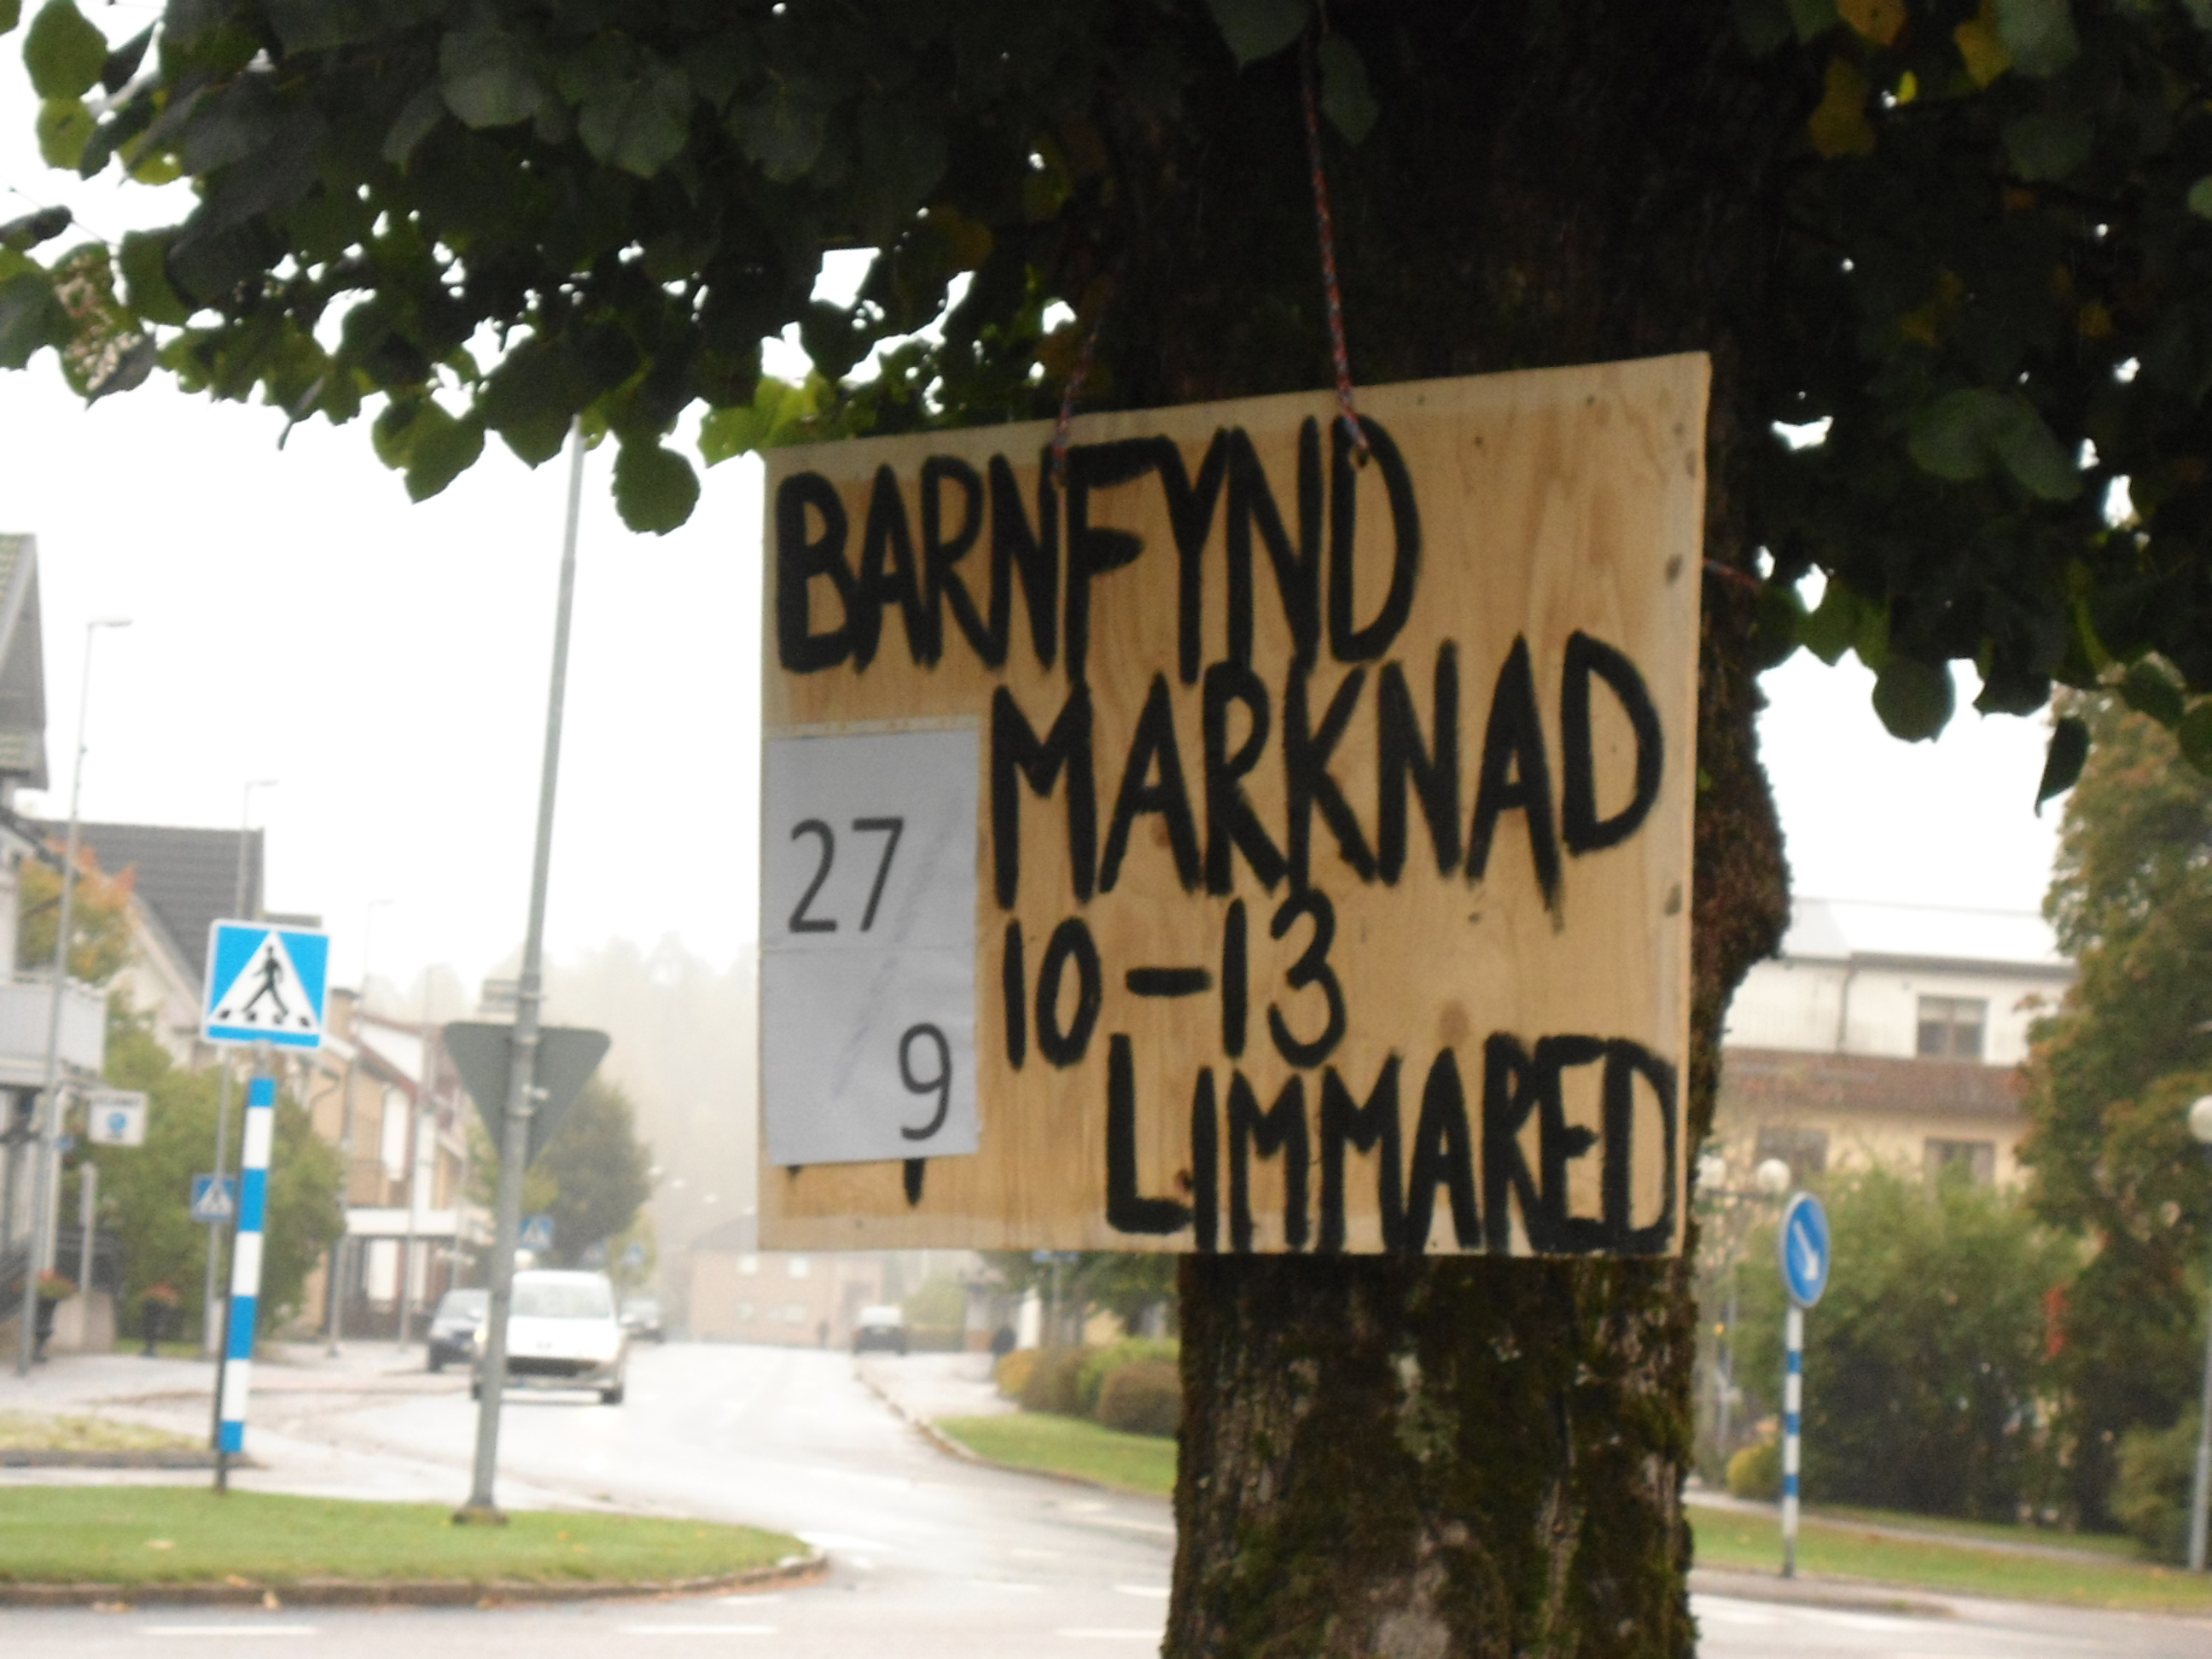 BARNFYND
MARKNAD
27/9
10-13
LIMMARED